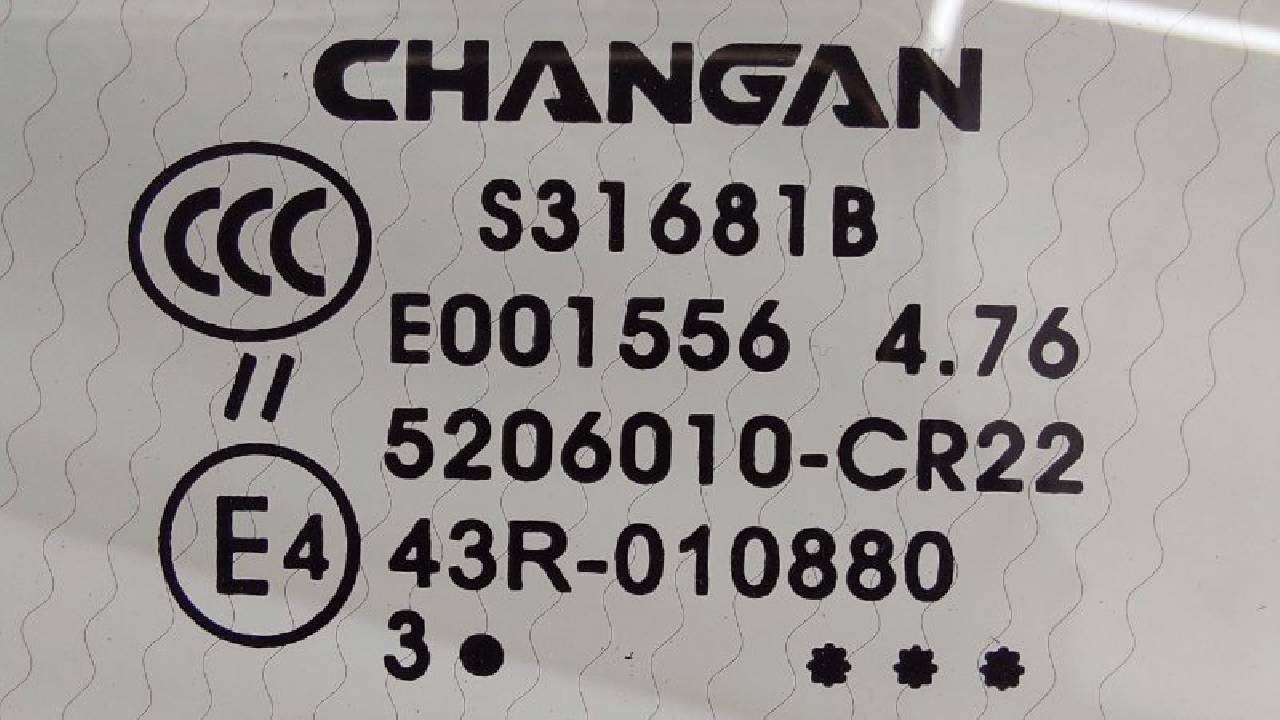 CHANGAN
CCC
S31681B
E001556 4.76
//
5206010-CR22
E4
43R-010880
3 ●